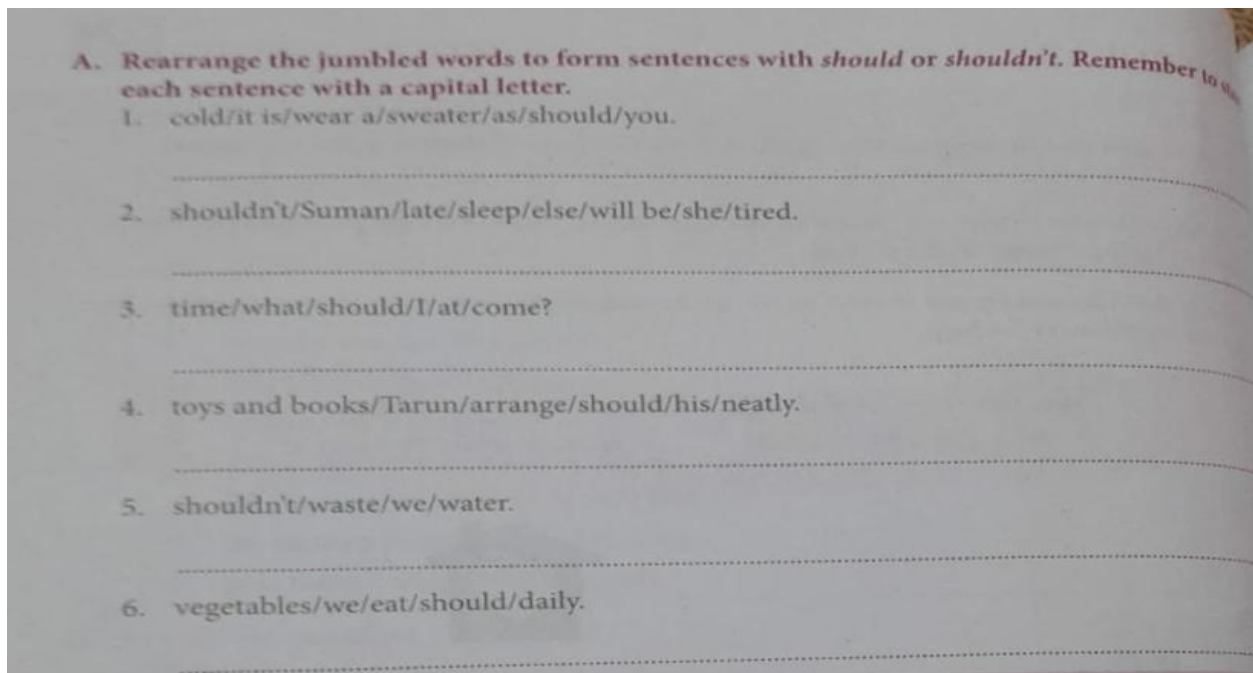 A. Rearrange the jumbled words to form sentences with should or shouldn't. Remember to
each sentence with a capital letter.
1. cold/it is/wear a/sweater/as/should/you.
2. shouldn't/Suman/late/sleep/else/will be/she/tired.
3. time/what/should/I/at/come?
4. toys and books/Tarun/arrange/should/his/neatly.
5. shouldn't/waste/we/water.
6. vegetables/we/eat/should/daily.